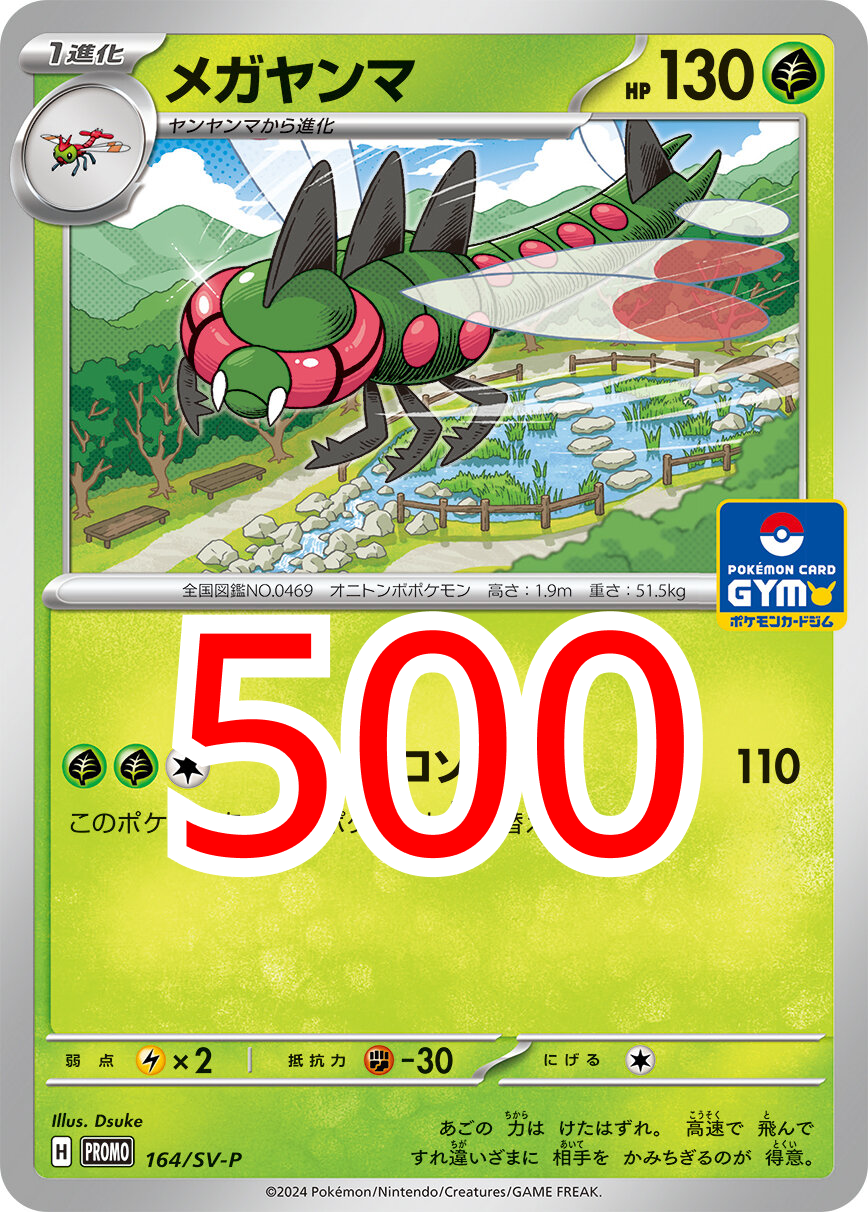 1進化
メガヤンマ
HP 130
ヤンヤンマから進化
全国図鑑NO.0469 オニトンボポケモン 高さ:1.9m 重さ:51.5kg
POKÉMON CARD
GYM
ポケモンカードジム
500
110
このポケ
弱点 ×2 抵抗力 -30 にげる
Illus. Dsuke
あごの 力は けたはずれ。 高速で 飛んで
すれ違いざまに 相手を かみちぎるのが 得意。
H PROMO 164/SV-P
©2024 Pokémon/Nintendo/Creatures/GAME FREAK.